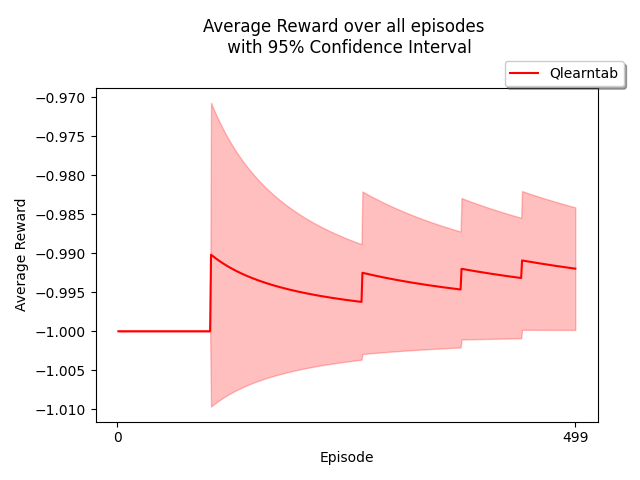 Average Reward over all episodes
with 95% Confidence Interval
Qlearntab
−0.970
−0.975
−0.980
−0.985
−0.990
−0.995
−1.000
−1.005
−1.010
Average Reward
0
499
Episode